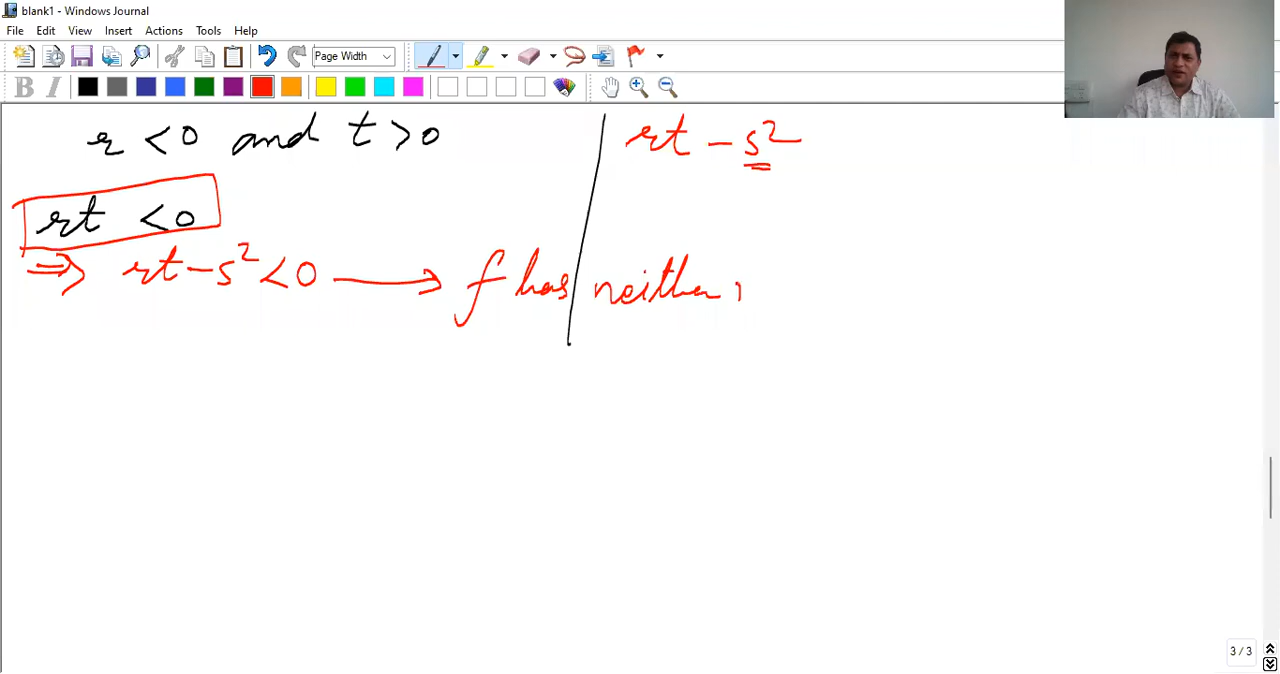 blank1 - Windows Journal
File Edit View Insert Actions Tools Help
Page Width
B I
r < 0 and t > 0
rt - s²
rt < 0
⇒ rt - s² < 0 ⟶ f has neither
3 / 3